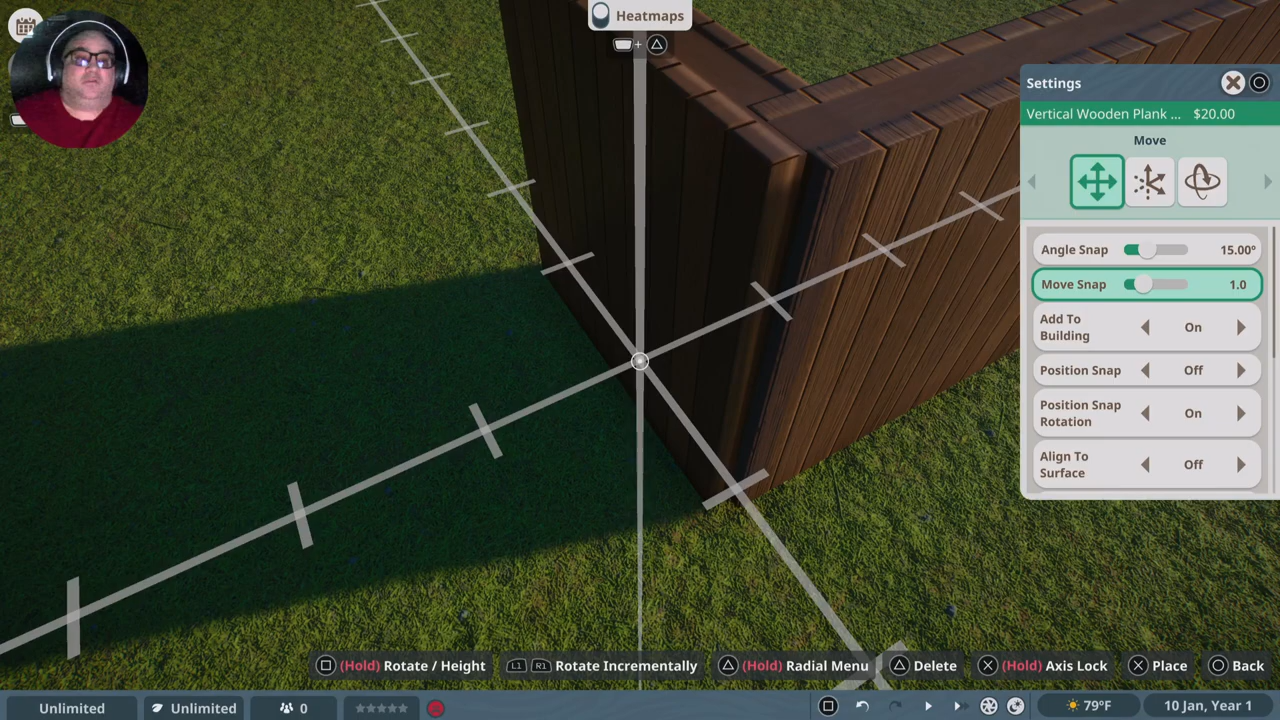 Heatmaps
+
Settings
Vertical Wooden Plank ... $20.00
Move
Angle Snap 15.00°
Move Snap 1.0
Add To
Building
On
Position Snap Off
Position Snap
Rotation
On
Align To
Surface
Off
(Hold) Rotate / Height
L1 R1 Rotate Incrementally
(Hold) Radial Menu
Delete
(Hold) Axis Lock
Place
Back
Unlimited
Unlimited
0
79°F
10 Jan, Year 1